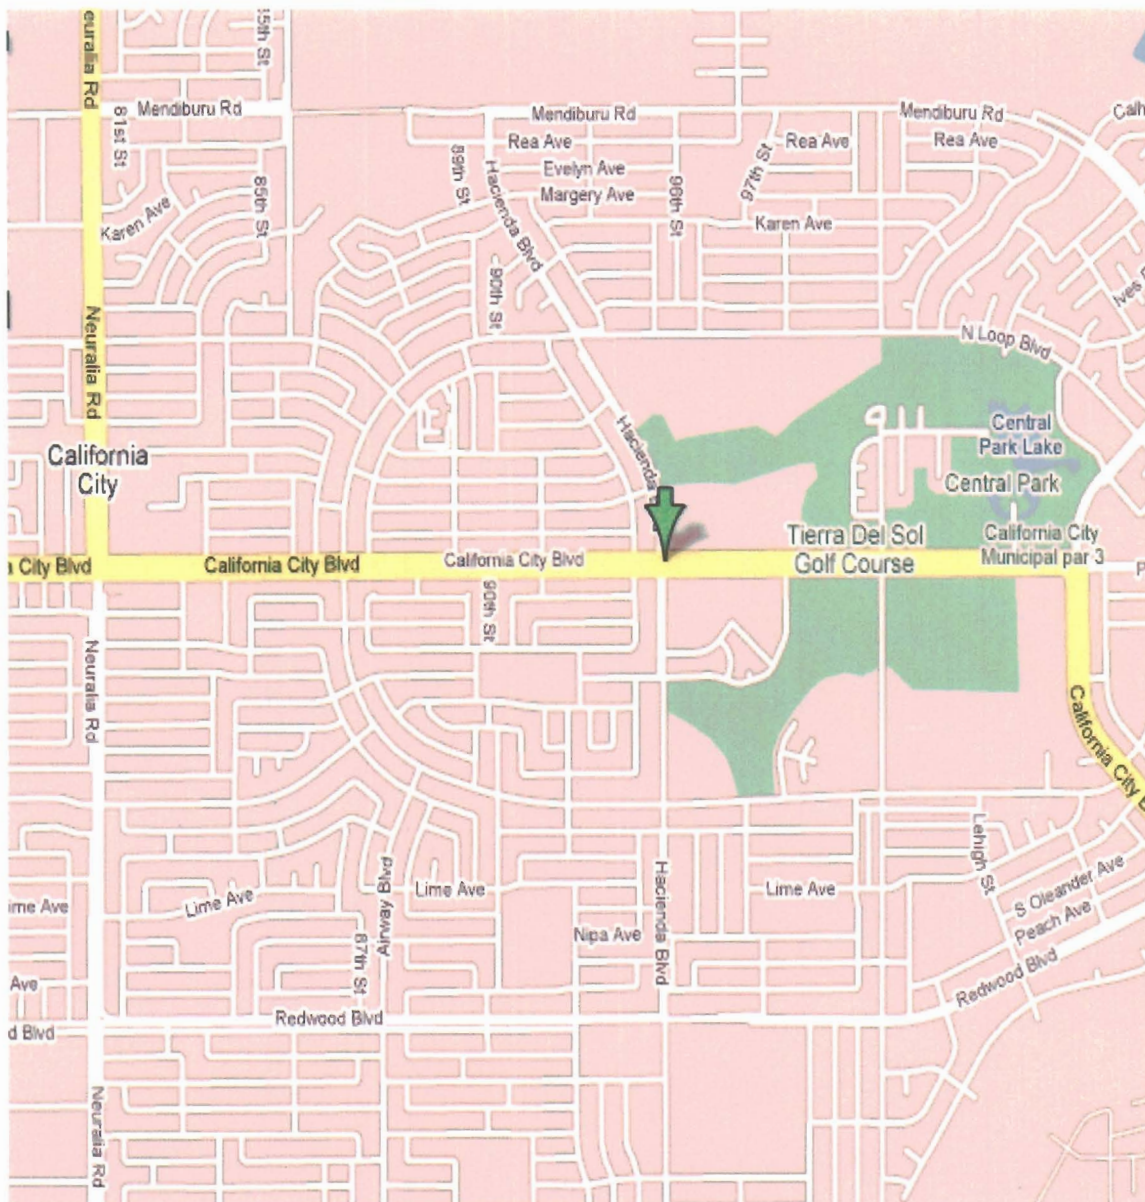 euralia Rd
85th St
Mendiburu Rd
Mendiburu Rd
Mendiburu Rd
81st St
Rea Ave
Rea Ave
Rea Ave
89th St
Hacienda Blvd
Evelyn Ave
97th St
Margery Ave
96th St
85th St
Karen Ave
Karen Ave
90th St
Neuralia Rd
N Loop Blvd
Hacienda
Central
Park Lake
California
City
Central Park
Tierra Del Sol
Golf Course
California City
Municipal par 3
City Blvd
California City Blvd
California City Blvd
90th St
Neuralia Rd
California City
Lehigh St
Airway Blvd
Hacienda Blvd
Lime Ave
Lime Ave
Lime Ave
S Oleander Ave
ime Ave
Peach Ave
87th St
Nipa Ave
Redwood Blvd
Ave
Redwood Blvd
d Blvd
Neuralia Rd